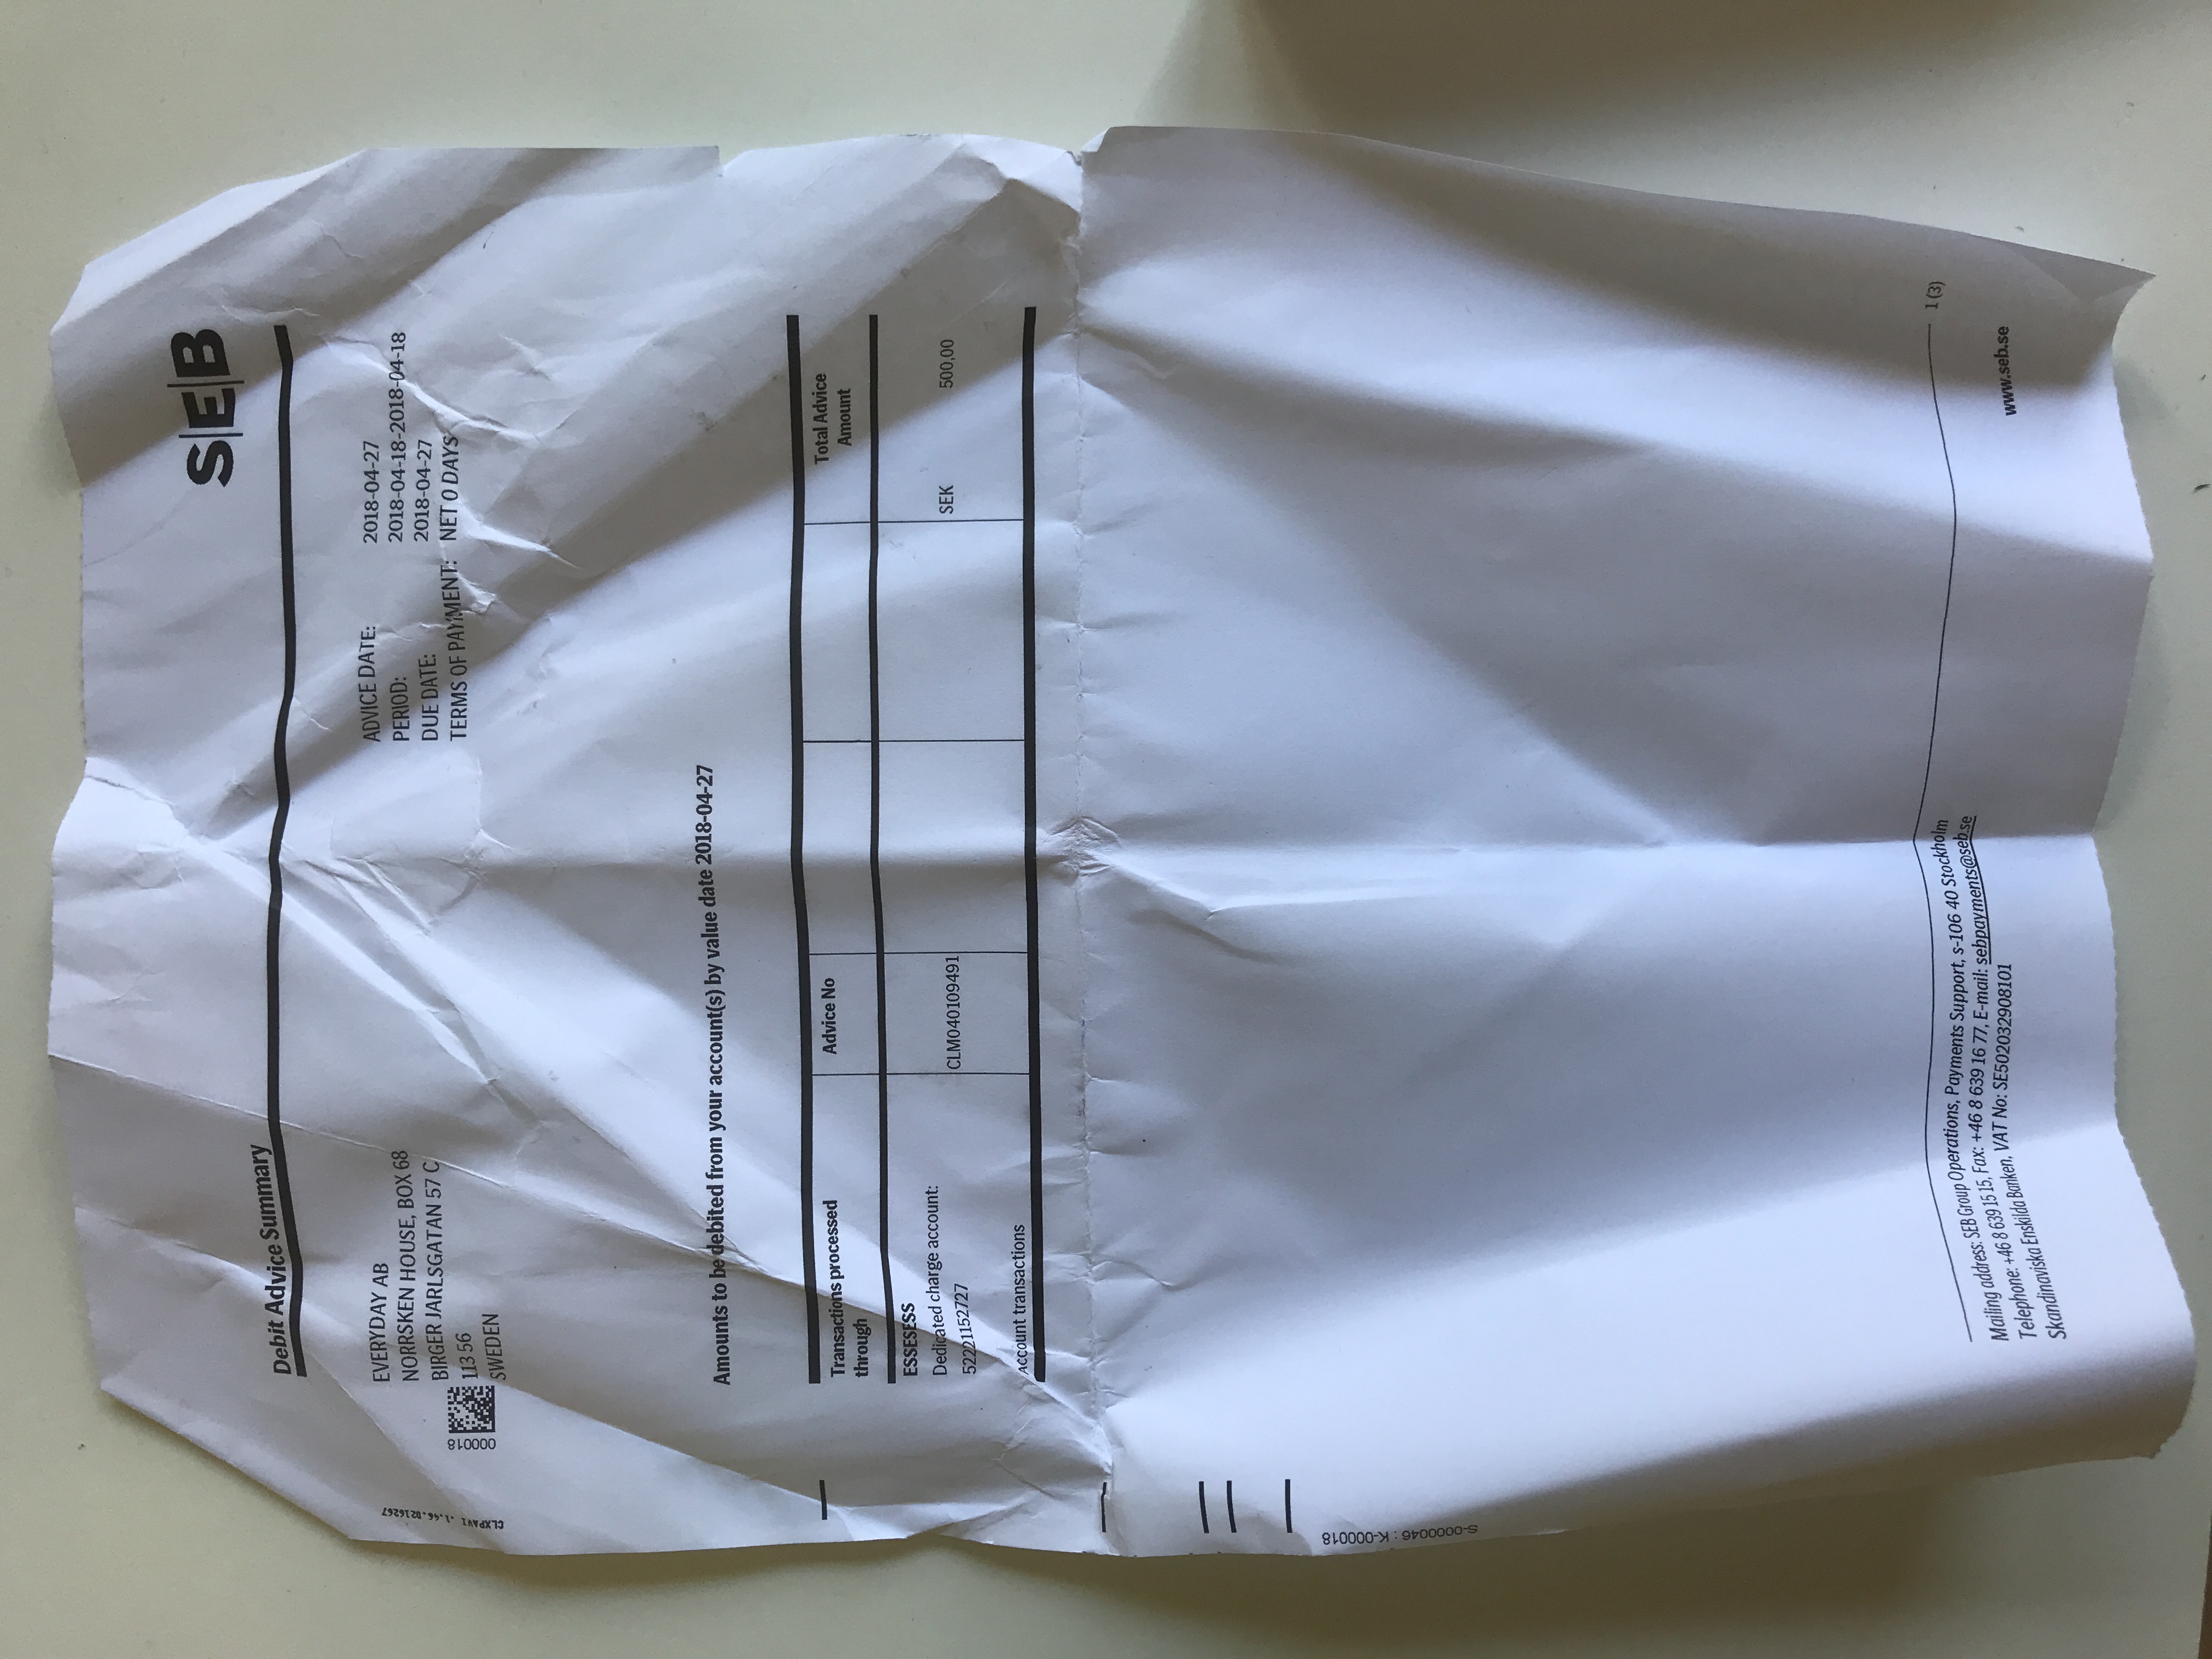 S|E|B
Debit Advice Summary
EVERYDAY AB
NORRSKEN HOUSE, BOX 68
BIRGER JARLSGATAN 57 C
113 56
SWEDEN
ADVICE DATE: 2018-04-27
PERIOD: 2018-04-18-2018-04-18
DUE DATE: 2018-04-27
TERMS OF PAYMENT: NET 0 DAYS
CLXPAV1 .1.46.0216267
000018
Amounts to be debited from your account(s) by value date 2018-04-27
Transactions processed through
Advice No
Total Advice Amount
ESSESESS
Dedicated charge account:
52221152727
CLM040109491
SEK 500,00
Account transactions
S-0000046 : K-000018
1 (3)
Mailing address: SEB Group Operations, Payments Support, s-106 40 Stockholm
Telephone: +46 8 639 15 15, Fax: +46 8 639 16 77, E-mail: sebpayments@seb.se
Skandinaviska Enskilda Banken, VAT No: SE502032908101
www.seb.se